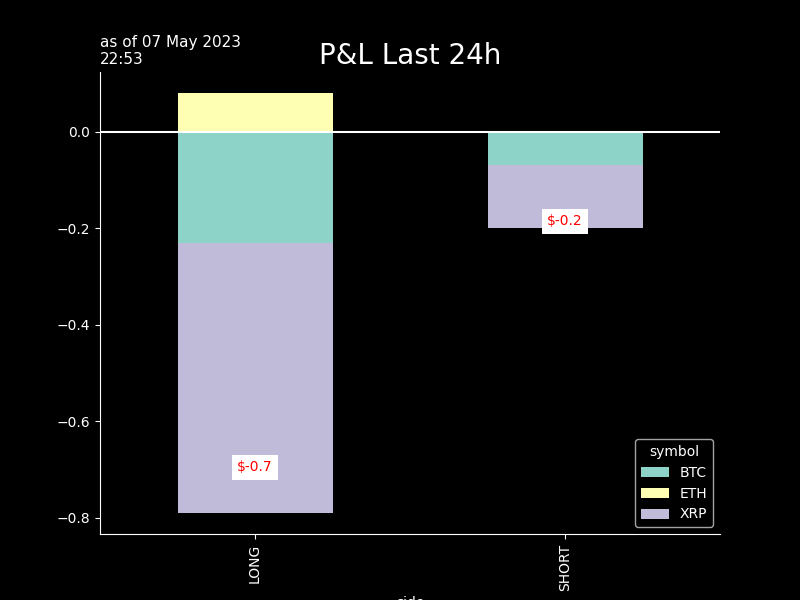 as of 07 May 2023
22:53
P&L Last 24h
0.0
−0.2
−0.4
−0.6
−0.8
$-0.7
$-0.2
symbol
BTC
ETH
XRP
LONG
SHORT